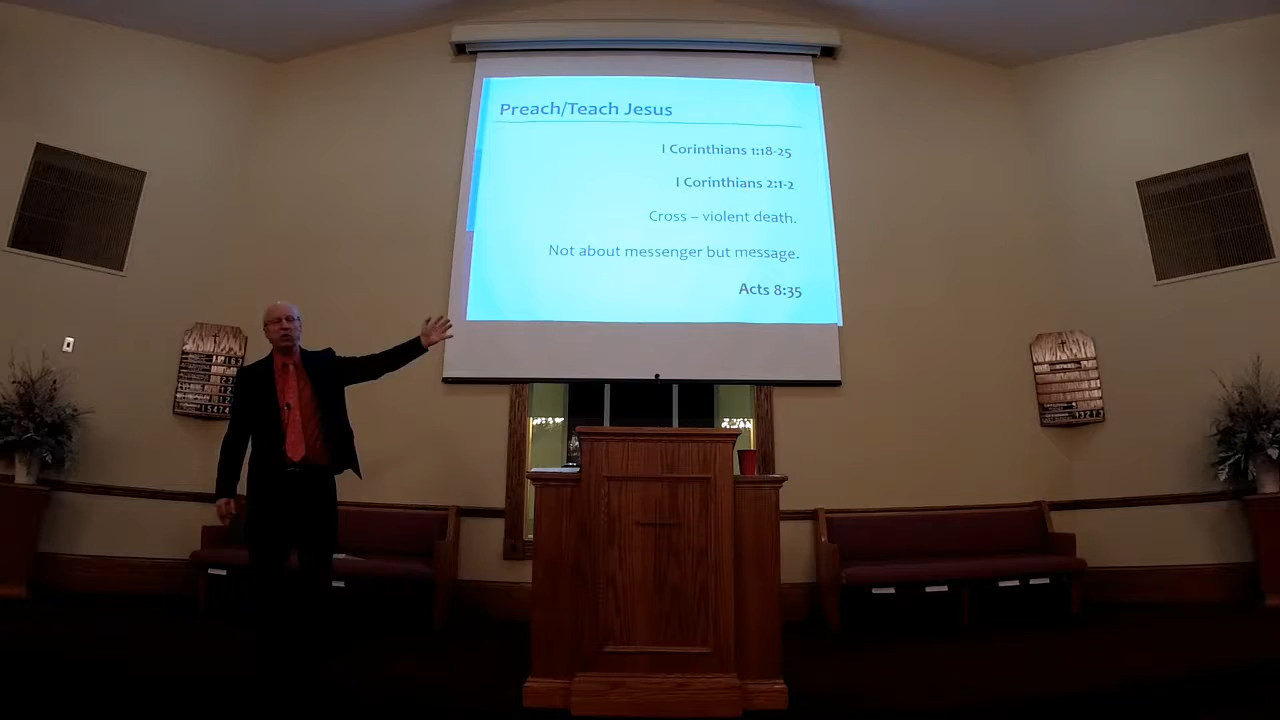 Preach/Teach Jesus
I Corinthians 1:18-25
I Corinthians 2:1-2
Cross – violent death.
Not about messenger but message.
Acts 8:35